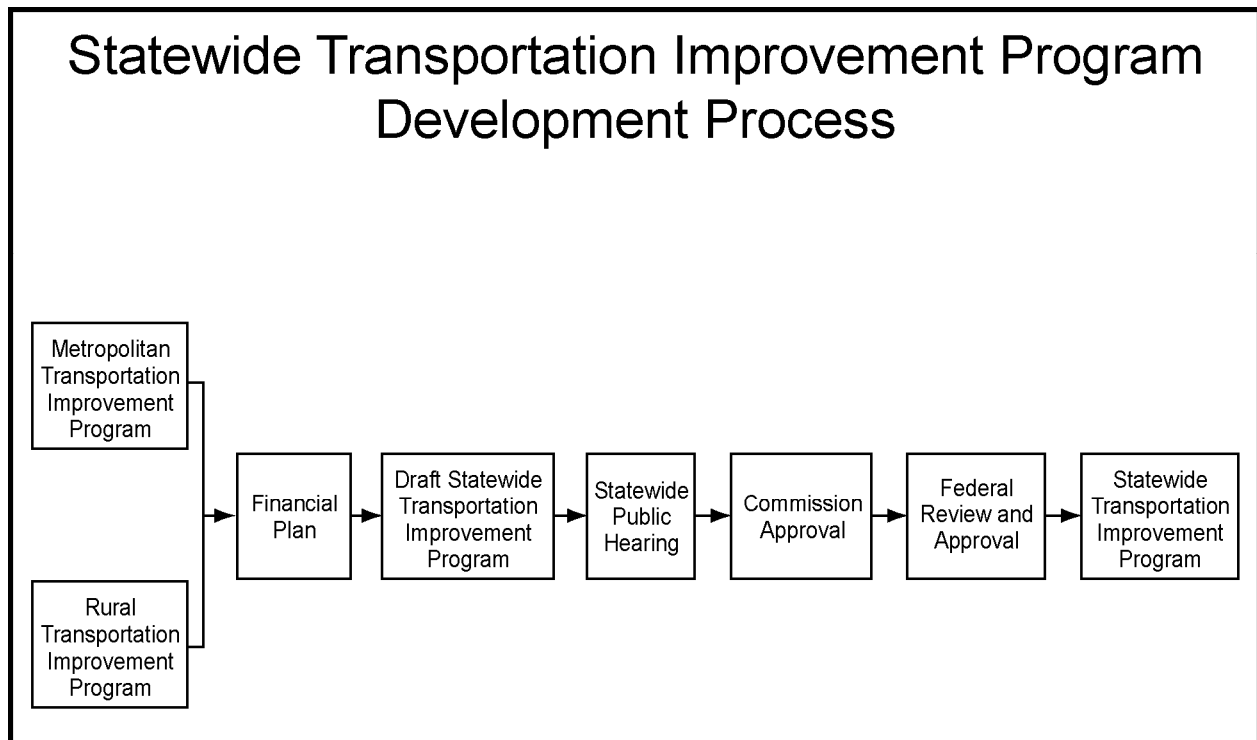 Statewide Transportation Improvement Program
Development Process
Metropolitan
Transportation
Improvement
Program
Rural
Transportation
Improvement
Program
Financial
Plan
Draft Statewide
Transportation
Improvement
Program
Statewide
Public
Hearing
Commission
Approval
Federal
Review and
Approval
Statewide
Transportation
Improvement
Program